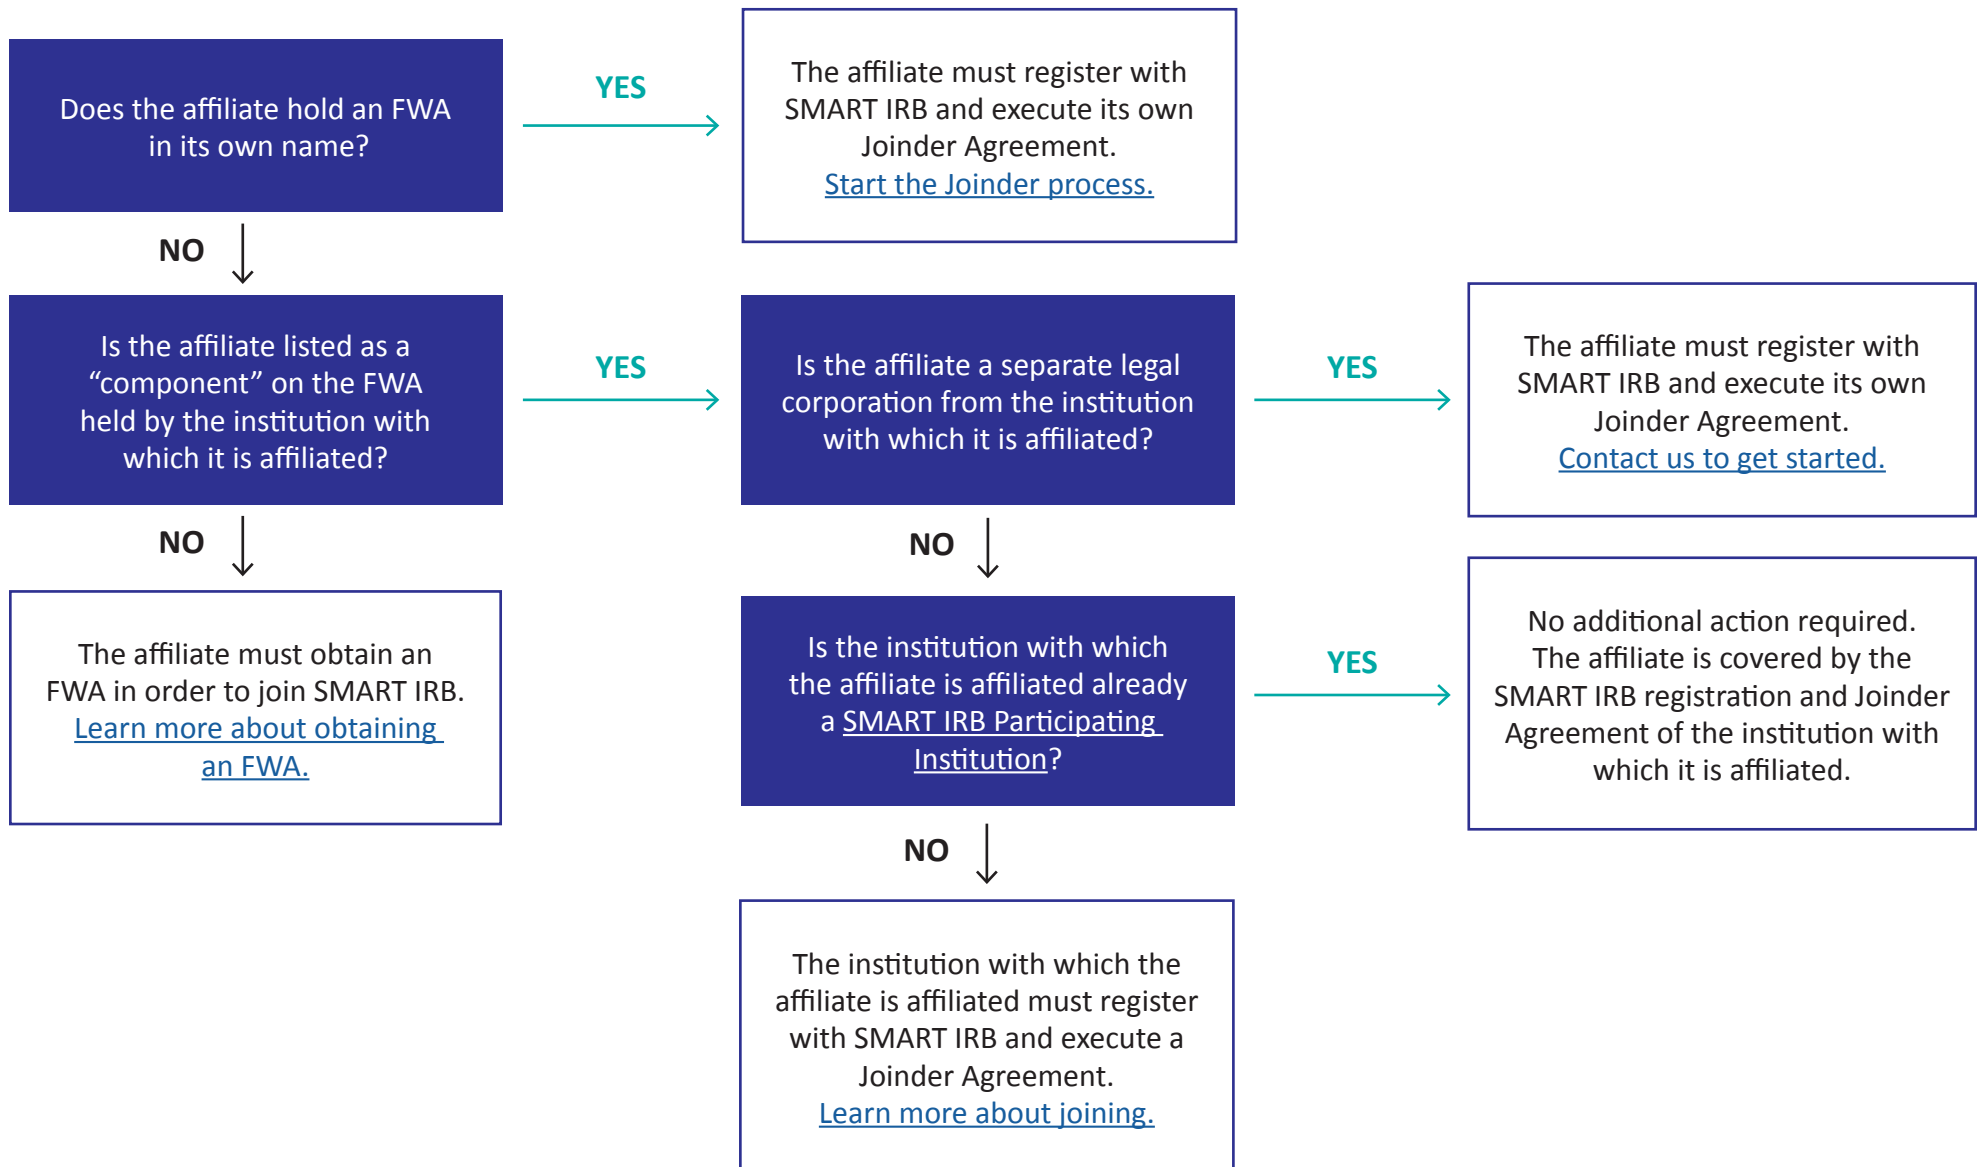 Does the affiliate hold an FWA
in its own name?
YES
The affiliate must register with
SMART IRB and execute its own
Joinder Agreement.
Start the Joinder process.
NO
Is the affiliate listed as a
“component” on the FWA
held by the institution with
which it is affiliated?
YES
Is the affiliate a separate legal
corporation from the institution
with which it is affiliated?
YES
The affiliate must register with
SMART IRB and execute its own
Joinder Agreement.
Contact us to get started.
NO
The affiliate must obtain an
FWA in order to join SMART IRB.
Learn more about obtaining
an FWA.
NO
Is the institution with which
the affiliate is affiliated already
a SMART IRB Participating
Institution?
YES
No additional action required.
The affiliate is covered by the
SMART IRB registration and Joinder
Agreement of the institution with
which it is affiliated.
NO
The institution with which the
affiliate is affiliated must register
with SMART IRB and execute a
Joinder Agreement.
Learn more about joining.